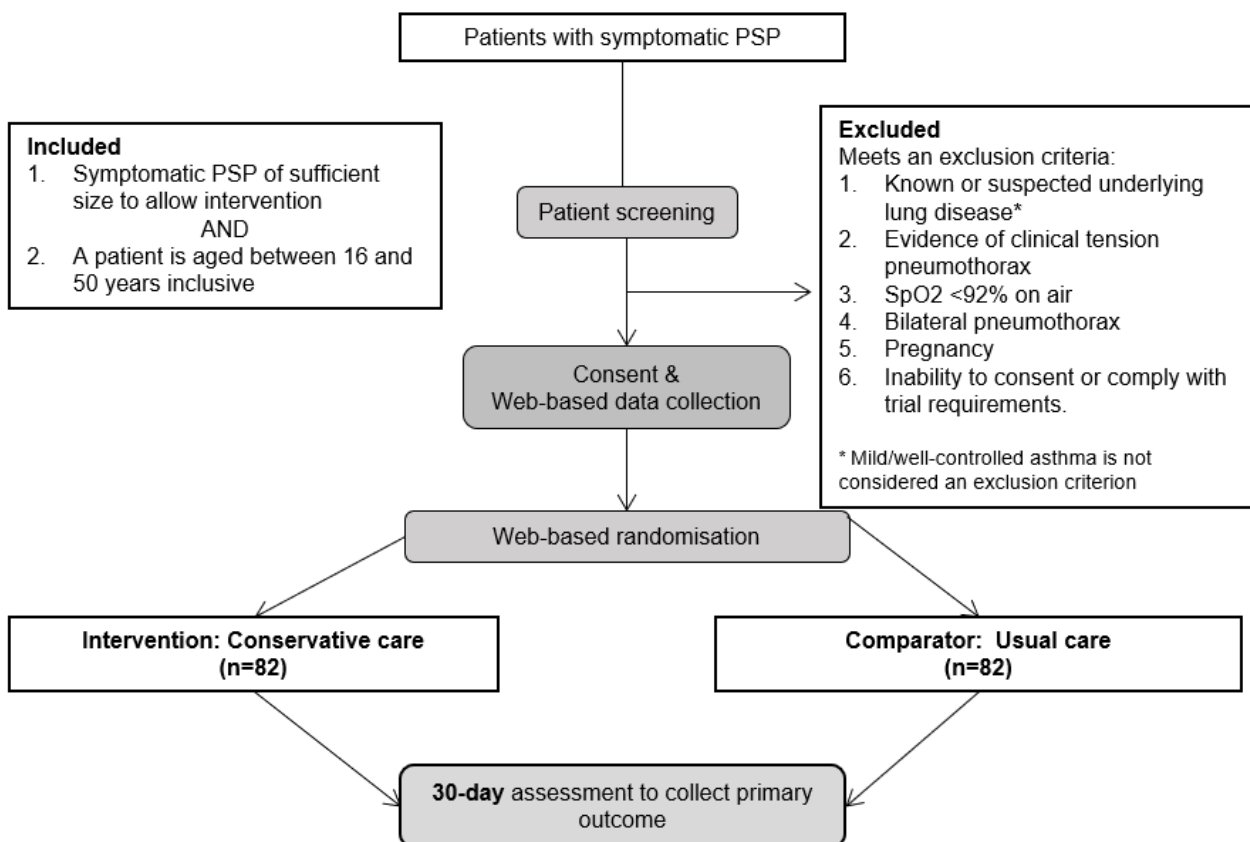 Patients with symptomatic PSP
Included
1. Symptomatic PSP of sufficient
size to allow intervention
AND
2. A patient is aged between 16 and
50 years inclusive
Excluded
Meets an exclusion criteria:
1. Known or suspected underlying
lung disease*
2. Evidence of clinical tension
pneumothorax
3. SpO2 <92% on air
4. Bilateral pneumothorax
5. Pregnancy
6. Inability to consent or comply with
trial requirements.
* Mild/well-controlled asthma is not
considered an exclusion criterion
Patient screening
Consent &
Web-based data collection
Web-based randomisation
Intervention: Conservative care
(n=82)
Comparator: Usual care
(n=82)
30-day assessment to collect primary
outcome